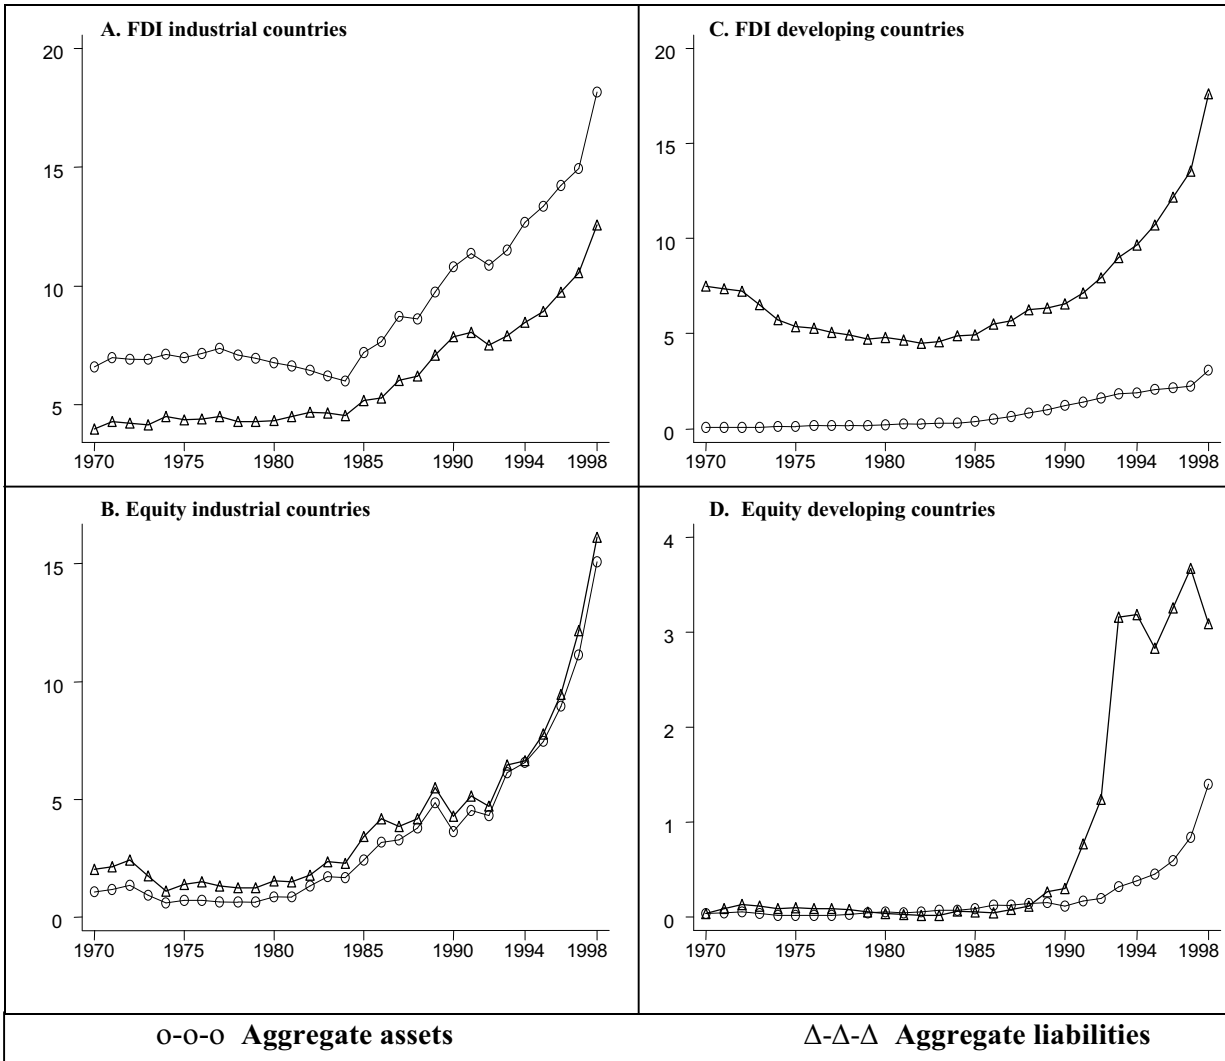 A. FDI industrial countries
20
15
10
5
1970 1975 1980 1985 1990 1994 1998
C. FDI developing countries
20
15
10
5
0
1970 1975 1980 1985 1990 1994 1998
B. Equity industrial countries
15
10
5
0
1970 1975 1980 1985 1990 1994 1998
D. Equity developing countries
4
3
2
1
0
1970 1975 1980 1985 1990 1994 1998
o-o-o Aggregate assets
Δ-Δ-Δ Aggregate liabilities